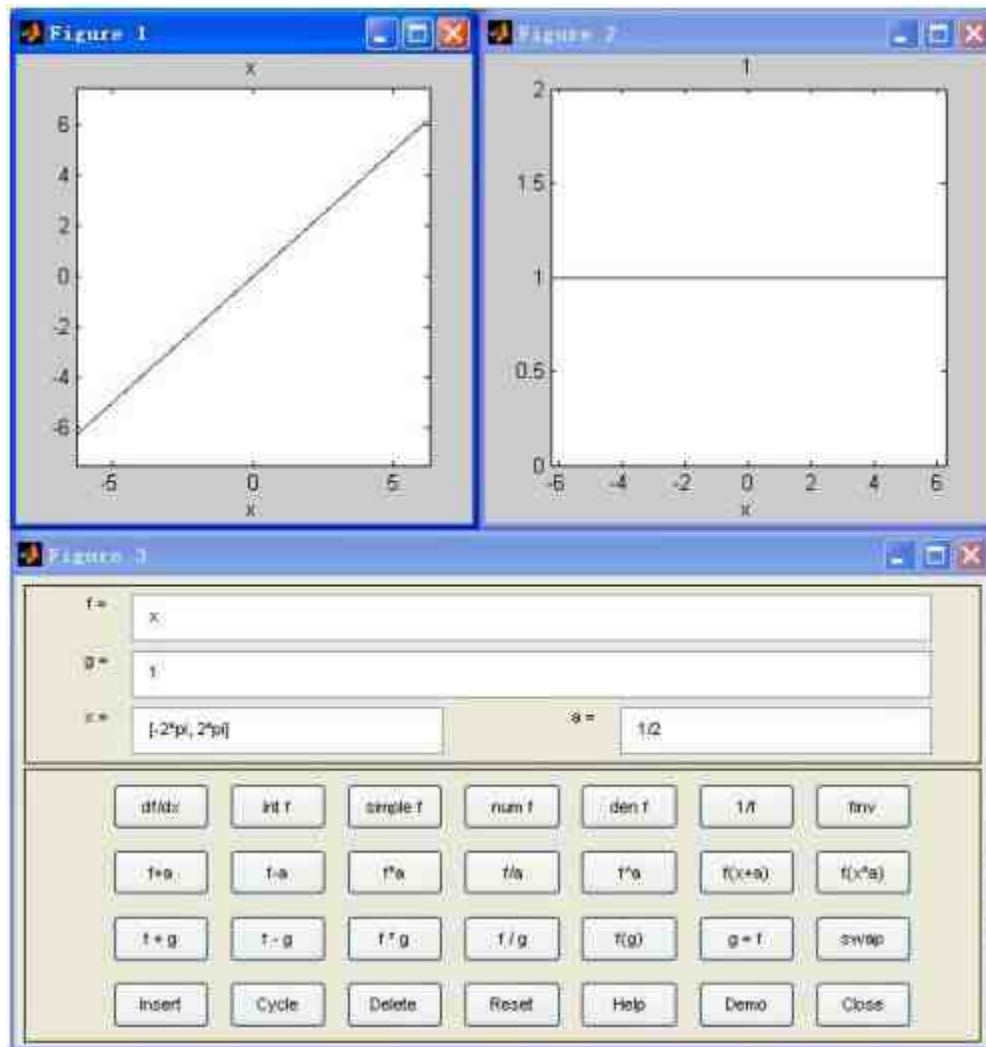 Figure 1
x
6
4
2
0
-2
-4
-6
-5 0 5
x
Figure 2
1
2
1.5
1
0.5
0
-6 -4 -2 0 2 4 6
x
Figure 3
f =
x
g =
1
x =
[-2*pi, 2*pi]
a =
1/2
df/dx int f simple f num f den f 1/f finv
f+a f-a f*a f/a f^a f(x+a) f(x*a)
f + g f - g f * g f / g f(g) g = f swap
Insert Cycle Delete Reset Help Demo Close